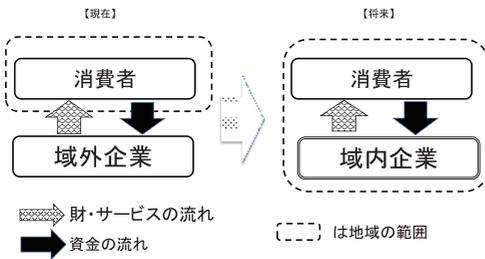 【現在】
【将来】
消費者
消費者
域外企業
域内企業
財・サービスの流れ
資金の流れ
は地域の範囲